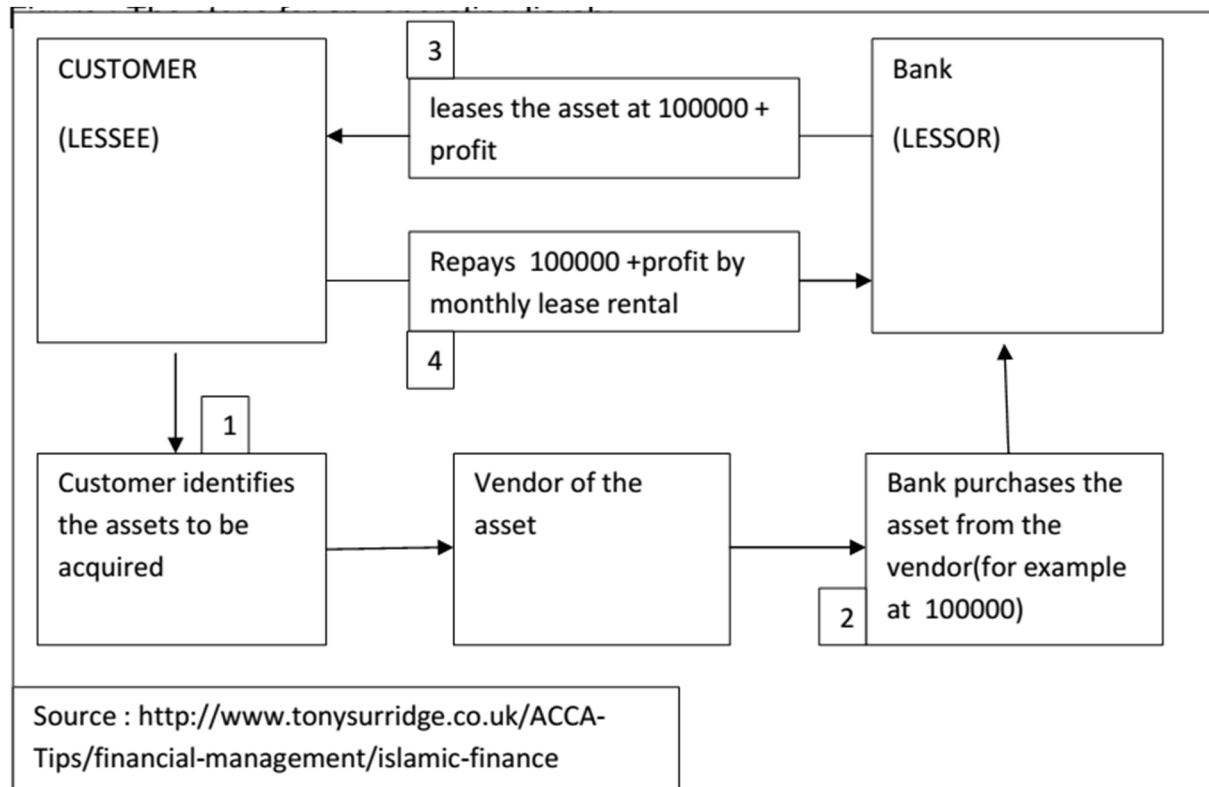 CUSTOMER
(LESSEE)
3
leases the asset at 100000 +
profit
Bank
(LESSOR)
Repays  100000 +profit by
monthly lease rental
4
1
Customer identifies
the assets to be
acquired
Vendor of the
asset
Bank purchases the
asset from the
vendor(for example
at  100000)
2
Source : http://www.tonysurridge.co.uk/ACCA-
Tips/financial-management/islamic-finance